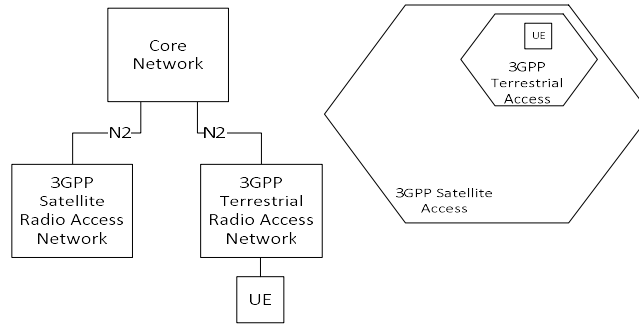 Core
Network
N2
N2
3GPP
Satellite
Radio Access
Network
3GPP
Terrestrial
Radio Access
Network
UE
UE
3GPP
Terrestrial
Access
3GPP Satellite
Access